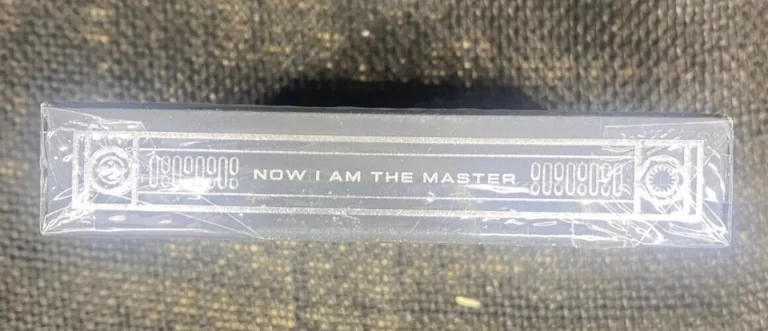 NOW I AM THE MASTER